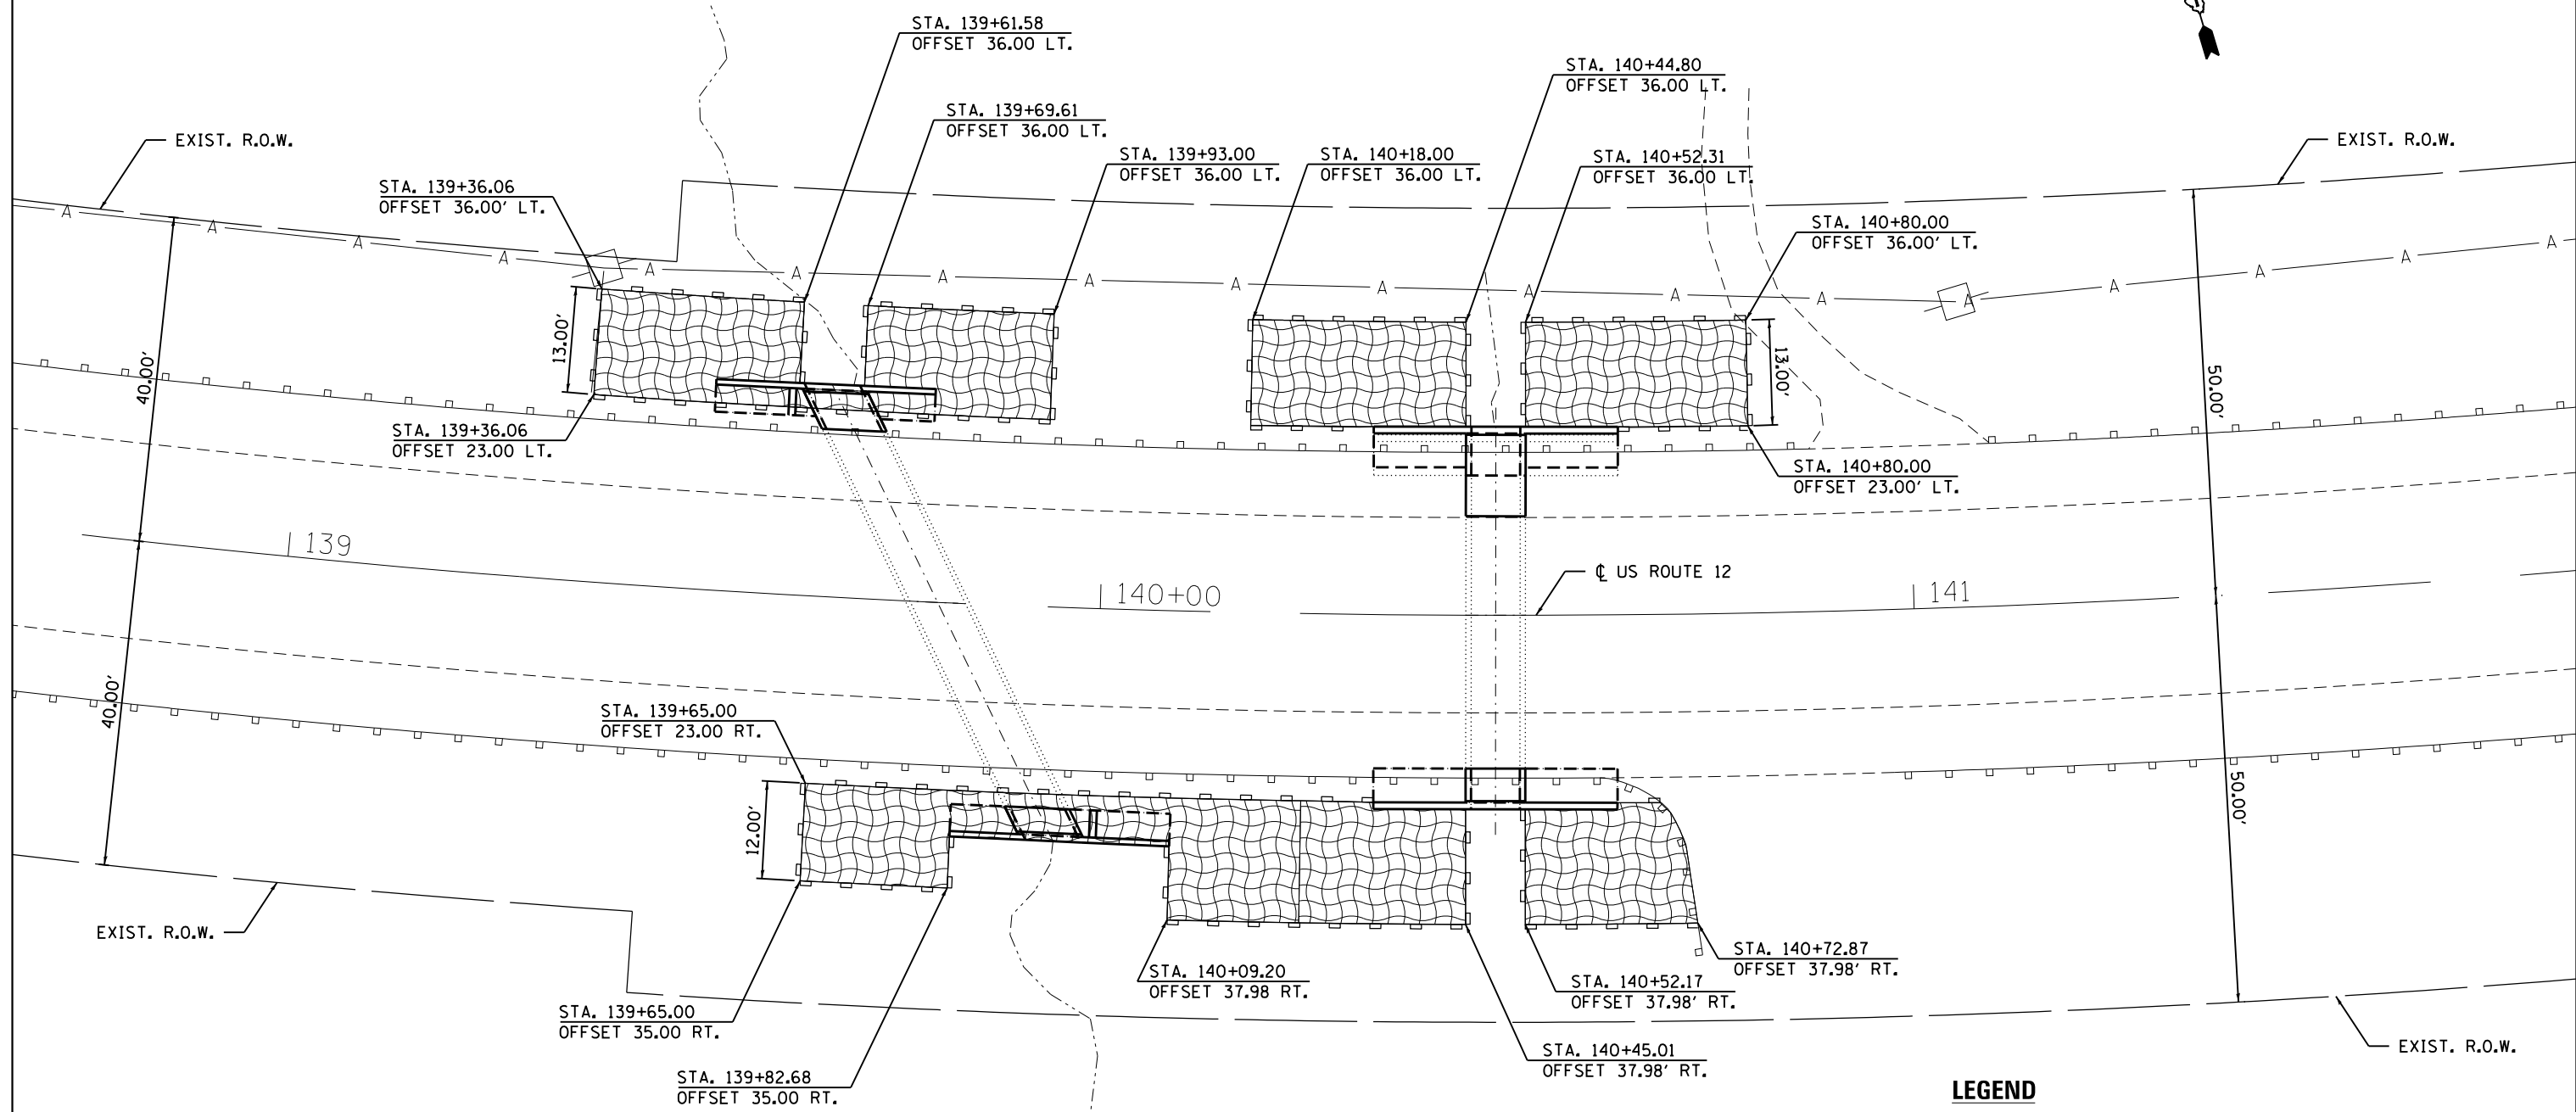 STA. 139+61.58
OFFSET 36.00 LT.
STA. 140+44.80
OFFSET 36.00 LT.
STA. 139+69.61
OFFSET 36.00 LT.
EXIST. R.O.W.
EXIST. R.O.W.
STA. 139+93.00
OFFSET 36.00 LT.
STA. 140+18.00
OFFSET 36.00 LT.
STA. 140+52.31
OFFSET 36.00 LT.
STA. 139+36.06
OFFSET 36.00' LT.
STA. 140+80.00
OFFSET 36.00' LT.
A A A A A A A A A A A A A A A A A A
13.00'
13.00'
40.00'
50.00'
STA. 139+36.06
OFFSET 23.00 LT.
STA. 140+80.00
OFFSET 23.00' LT.
139
℄ US ROUTE 12
140+00
141
40.00'
STA. 139+65.00
OFFSET 23.00 RT.
50.00'
12.00'
EXIST. R.O.W.
STA. 140+72.87
OFFSET 37.98' RT.
STA. 140+09.20
OFFSET 37.98 RT.
STA. 140+52.17
OFFSET 37.98' RT.
STA. 139+65.00
OFFSET 35.00 RT.
STA. 140+45.01
OFFSET 37.98' RT.
EXIST. R.O.W.
STA. 139+82.68
OFFSET 35.00 RT.
LEGEND